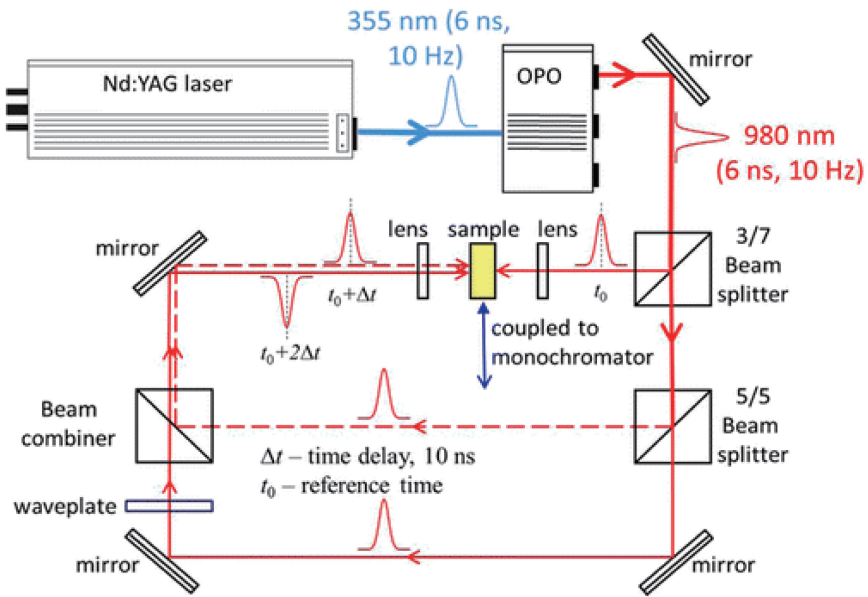 355 nm (6 ns,
10 Hz)
Nd:YAG laser
OPO
mirror
980 nm
(6 ns, 10 Hz)
mirror
lens
sample
lens
3/7
Beam
splitter
t₀+Δt
t₀
t₀+2Δt
coupled to
monochromator
Beam
combiner
5/5
Beam
splitter
Δt – time delay, 10 ns
t₀ – reference time
waveplate
mirror
mirror